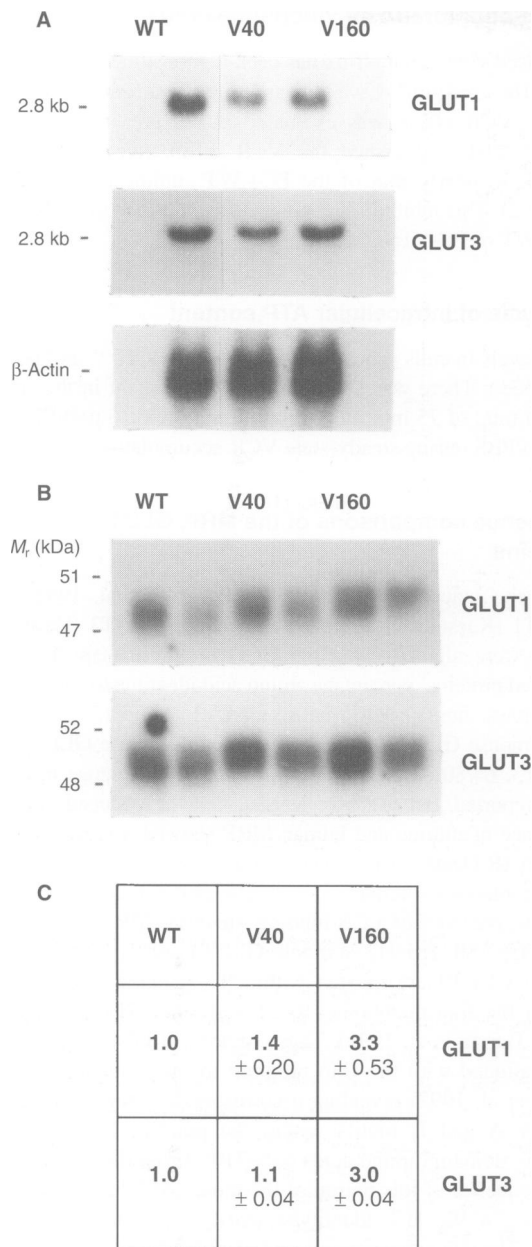 A
WT V40 V160
2.8 kb - GLUT1
2.8 kb - GLUT3
β-Actin -
B
WT V40 V160
Mr (kDa)
51 -
47 -
GLUT1
52 -
48 -
GLUT3
C
WT V40 V160
1.0 1.4 3.3 GLUT1
± 0.20 ± 0.53
1.0 1.1 3.0 GLUT3
± 0.04 ± 0.04